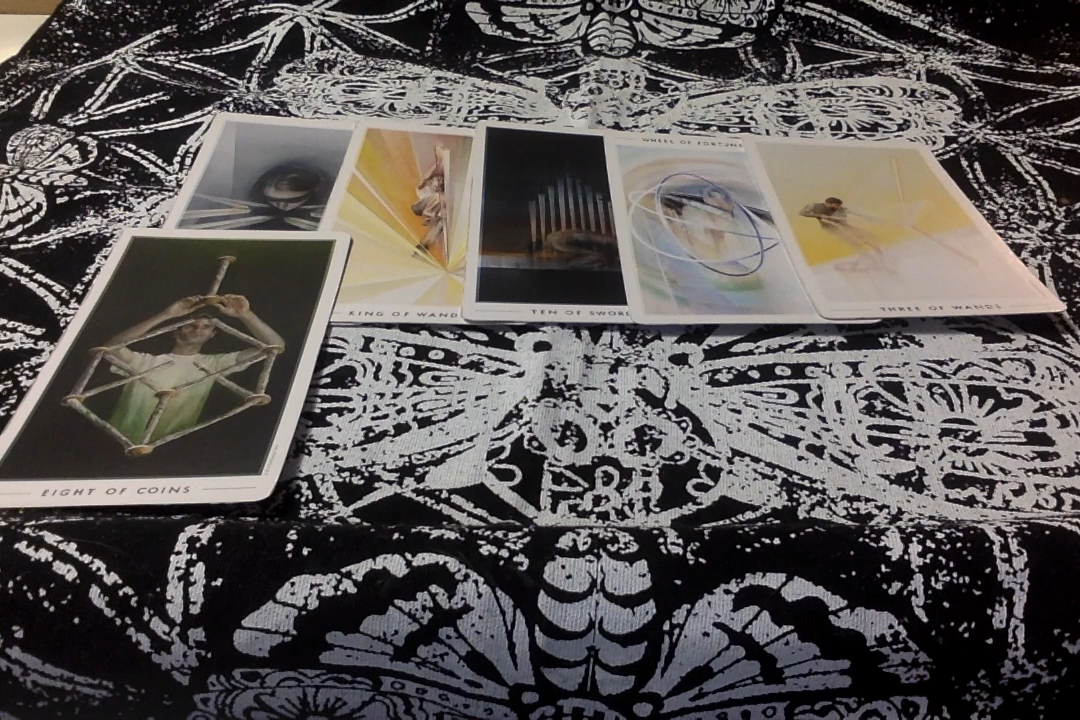 WHEEL OF FORTUNE
KING OF WAND
TEN OF SWORD
THREE OF WANDS
EIGHT OF COINS